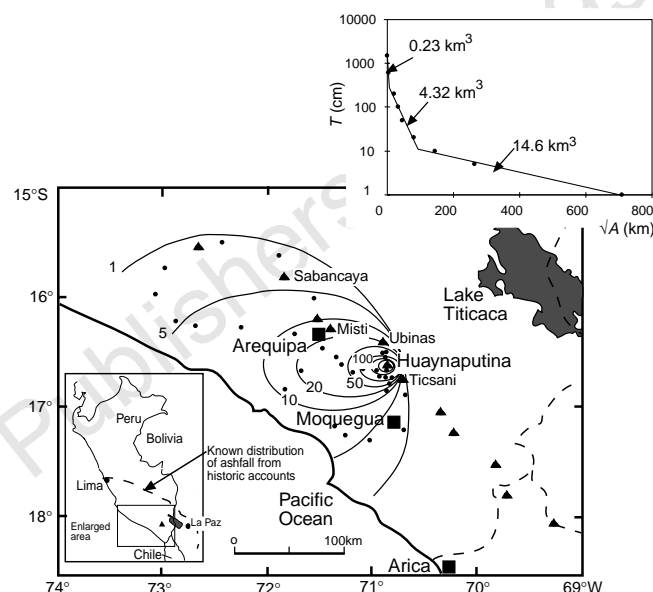 10000
1000
100
10
1
T (cm)
0.23 km³
4.32 km³
14.6 km³
0 200 400 600 800
√A (km)
15°S
16°
17°
18°
74° 73° 72° 71° 70° 69°W
1
5
10
20
50
100
Sabancaya
Misti
Ubinas
Arequipa
Huaynaputina
Ticsani
Moquegua
Lake
Titicaca
Pacific
Ocean
Arica
0 100km
Peru
Bolivia
Known distribution
of ashfall from
historic accounts
Lima
La Paz
Enlarged
area
Chile
Publishers